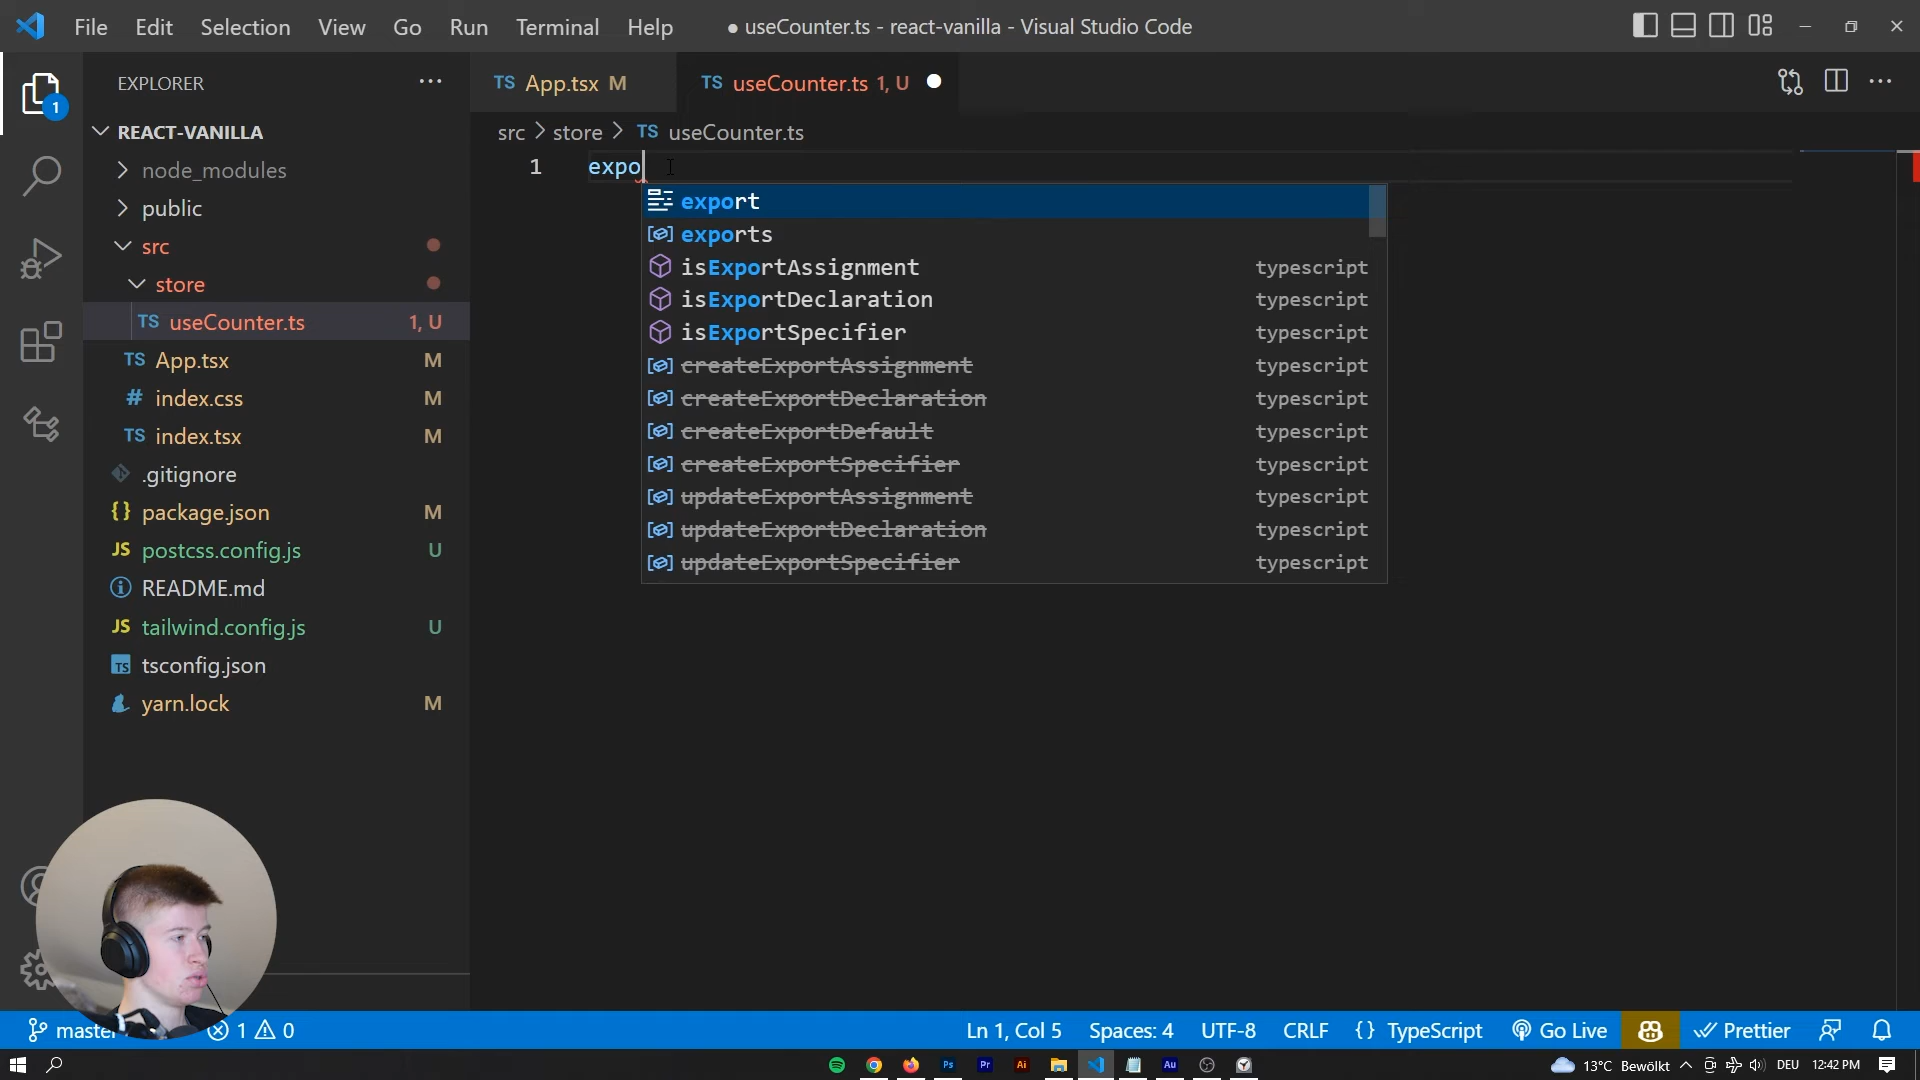 File Edit Selection View Go Run Terminal Help ● useCounter.ts - react-vanilla - Visual Studio Code
EXPLORER
TS App.tsx M TS useCounter.ts 1, U
1
REACT-VANILLA
src > store > TS useCounter.ts
1 expo
node_modules
public
src
store
TS useCounter.ts 1, U
TS App.tsx M
# index.css M
TS index.tsx M
.gitignore
{} package.json M
JS postcss.config.js U
README.md
JS tailwind.config.js U
TS tsconfig.json
yarn.lock M
export
exports
isExportAssignment typescript
isExportDeclaration typescript
isExportSpecifier typescript
createExportAssignment typescript
createExportDeclaration typescript
createExportDefault typescript
createExportSpecifier typescript
updateExportAssignment typescript
updateExportDeclaration typescript
updateExportSpecifier typescript
master 1 0 Ln 1, Col 5 Spaces: 4 UTF-8 CRLF {} TypeScript Go Live Prettier
Ps Pr Ai Au 13°C Bewölkt DEU 12:42 PM